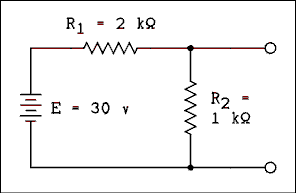 R1 = 2 kΩ
E = 30 v
R2 =
1 kΩ